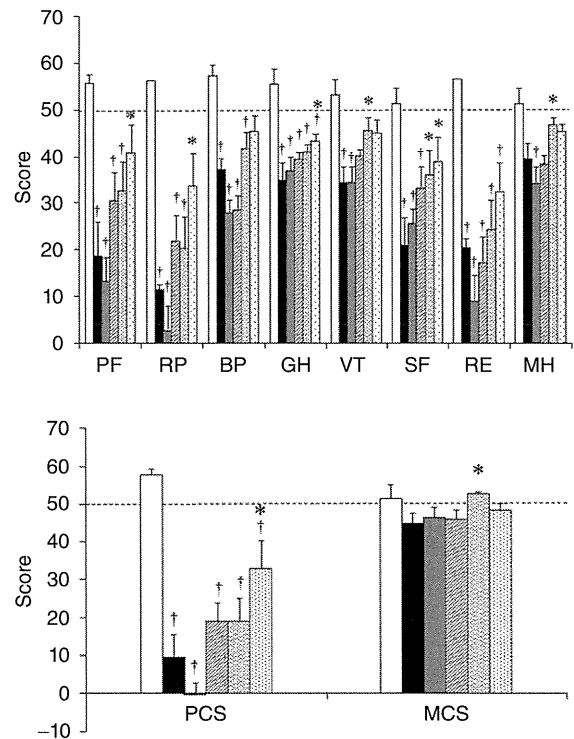 70
60
50
40
30
20
10
0
Score
* * * * * * *
† † † † † † † † † † † † † † † † † † † † † † † † † †
PF RP BP GH VT SF RE MH
70
60
50
40
30
20
10
0
−10
Score
* *
† † † † †
PCS MCS